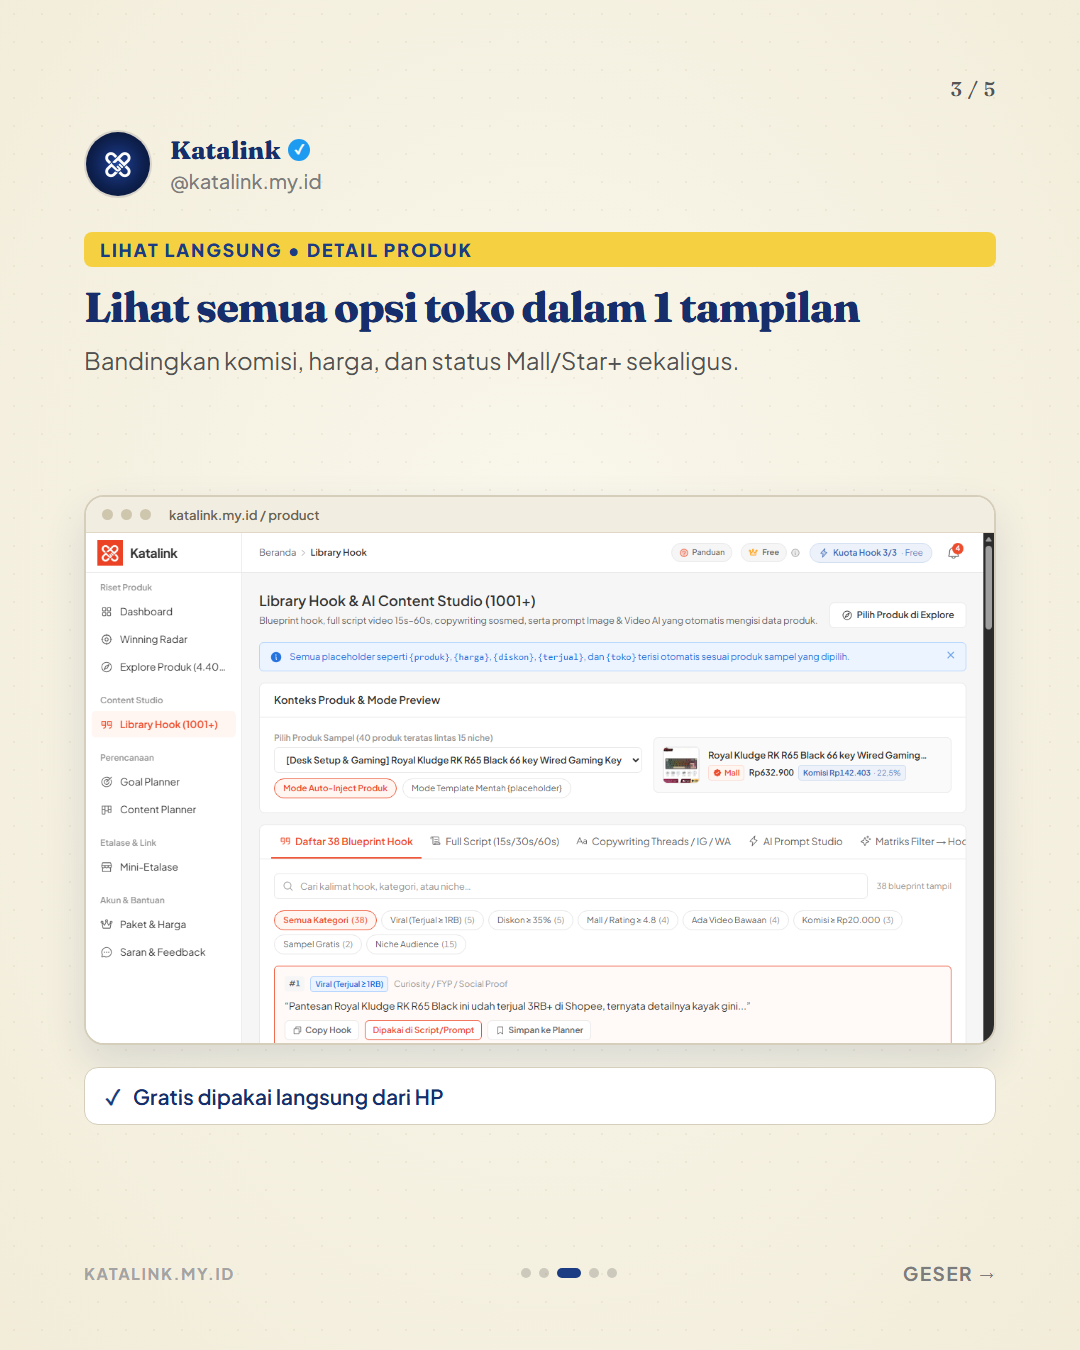 3 / 5
Katalink
@katalink.my.id
LIHAT LANGSUNG ● DETAIL PRODUK
Lihat semua opsi toko dalam 1 tampilan
Bandingkan komisi, harga, dan status Mall/Star+ sekaligus.
katalink.my.id / product
Katalink
Beranda > Library Hook
Panduan
Free
Kuota Hook 3/3 · Free
4
Riset Produk
Dashboard
Winning Radar
Explore Produk (4.40...
Content Studio
Library Hook (1001+)
Perencanaan
Goal Planner
Content Planner
Etalase & Link
Mini-Etalase
Akun & Bantuan
Paket & Harga
Saran & Feedback
Library Hook & AI Content Studio (1001+)
Blueprint hook, full script video 15s–60s, copywriting sosmed, serta prompt Image & Video AI yang otomatis mengisi data produk.
Pilih Produk di Explore
Semua placeholder seperti {produk}, {harga}, {diskon}, {terjual}, dan {toko} terisi otomatis sesuai produk sampel yang dipilih.
Konteks Produk & Mode Preview
Pilih Produk Sampel (40 produk teratas lintas 15 niche)
[Desk Setup & Gaming] Royal Kludge RK R65 Black 66 key Wired Gaming Key
Mode Auto-Inject Produk
Mode Template Mentah {placeholder}
Royal Kludge RK R65 Black 66 key Wired Gaming...
Mall
Rp632.900
Komisi Rp142.403 · 22.5%
Daftar 38 Blueprint Hook
Full Script (15s/30s/60s)
Aa Copywriting Threads / IG / WA
AI Prompt Studio
Matriks Filter → Hoo
Cari kalimat hook, kategori, atau niche...
38 blueprint tampil
Semua Kategori (38)
Viral (Terjual ≥ 1RB) (5)
Diskon ≥ 35% (5)
Mall / Rating ≥ 4.8 (4)
Ada Video Bawaan (4)
Komisi ≥ Rp20.000 (3)
Sampel Gratis (2)
Niche Audience (15)
#1
Viral (Terjual ≥ 1RB)
Curiosity / FYP / Social Proof
"Pantesan Royal Kludge RK R65 Black ini udah terjual 3RB+ di Shopee, ternyata detailnya kayak gini..."
Copy Hook
Dipakai di Script/Prompt
Simpan ke Planner
✓ Gratis dipakai langsung dari HP
KATALINK.MY.ID
GESER →